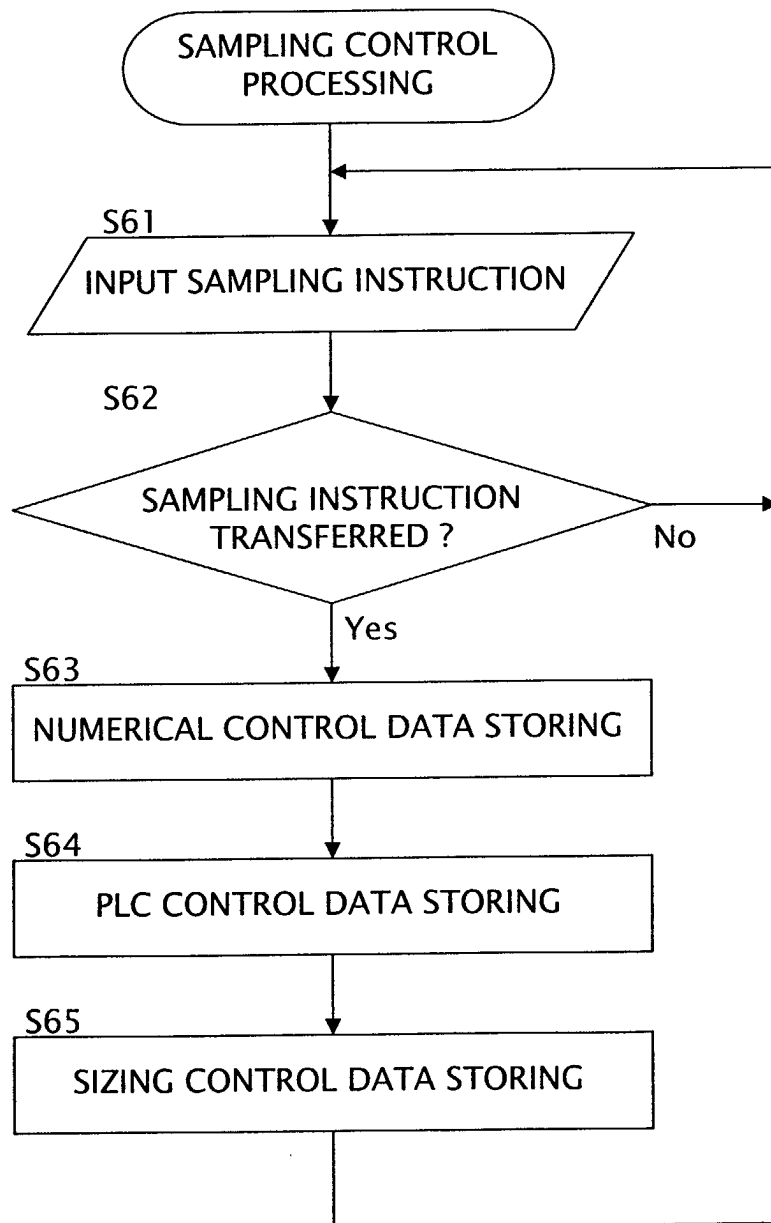 SAMPLING CONTROL
PROCESSING
S61
INPUT SAMPLING INSTRUCTION
S62
SAMPLING INSTRUCTION
TRANSFERRED ?
No
Yes
S63
NUMERICAL CONTROL DATA STORING
S64
PLC CONTROL DATA STORING
S65
SIZING CONTROL DATA STORING